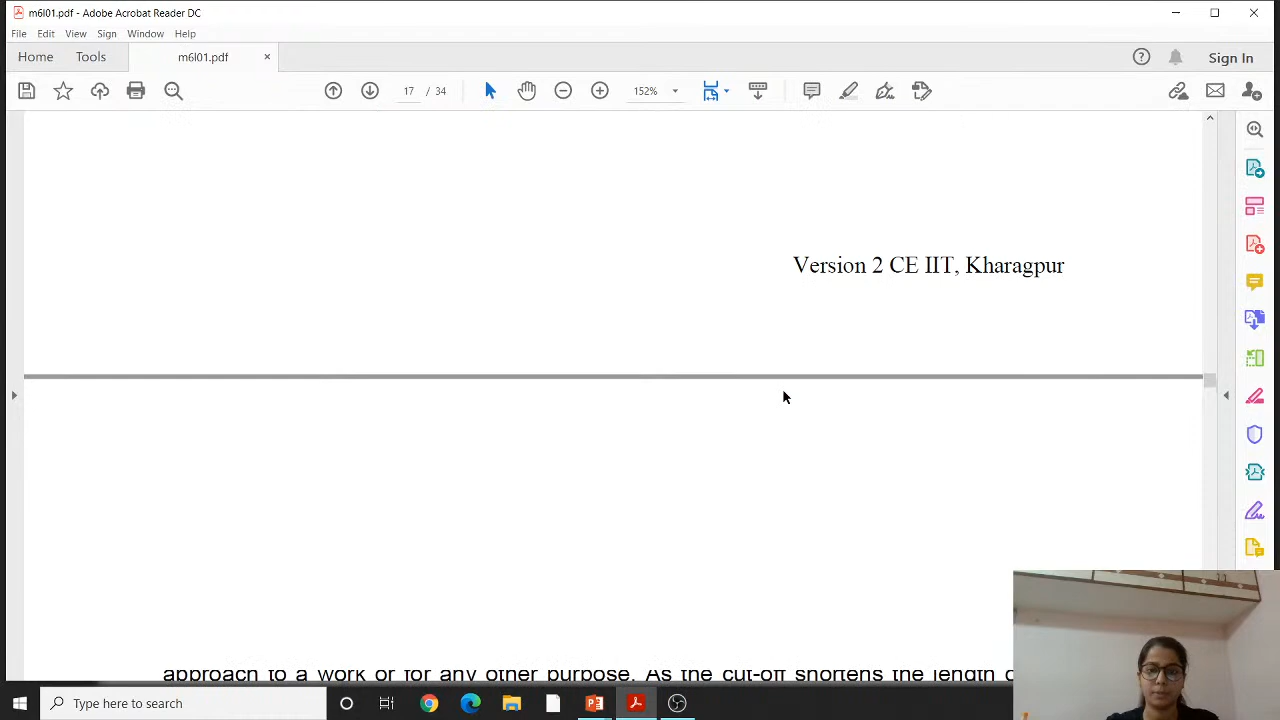 m6l01.pdf - Adobe Acrobat Reader DC
File Edit View Sign Window Help
Home Tools m6l01.pdf × Sign In
17 / 34 152%
Version 2 CE IIT, Kharagpur
approach to a work or for any other purpose. As the cut-off shortens the length
Type here to search